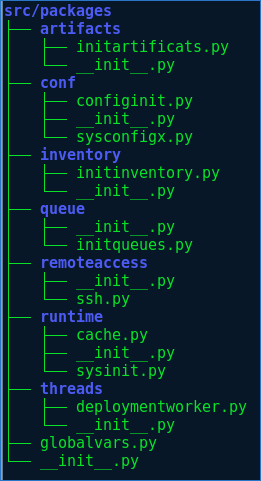 src/packages
├── artifacts
│   ├── initartificats.py
│   └── __init__.py
├── conf
│   ├── configinit.py
│   ├── __init__.py
│   └── sysconfigx.py
├── inventory
│   ├── initinventory.py
│   └── __init__.py
├── queue
│   ├── __init__.py
│   └── initqueues.py
├── remoteaccess
│   ├── __init__.py
│   └── ssh.py
├── runtime
│   ├── cache.py
│   ├── __init__.py
│   └── sysinit.py
├── threads
│   ├── deploymentworker.py
│   └── __init__.py
├── globalvars.py
└── __init__.py